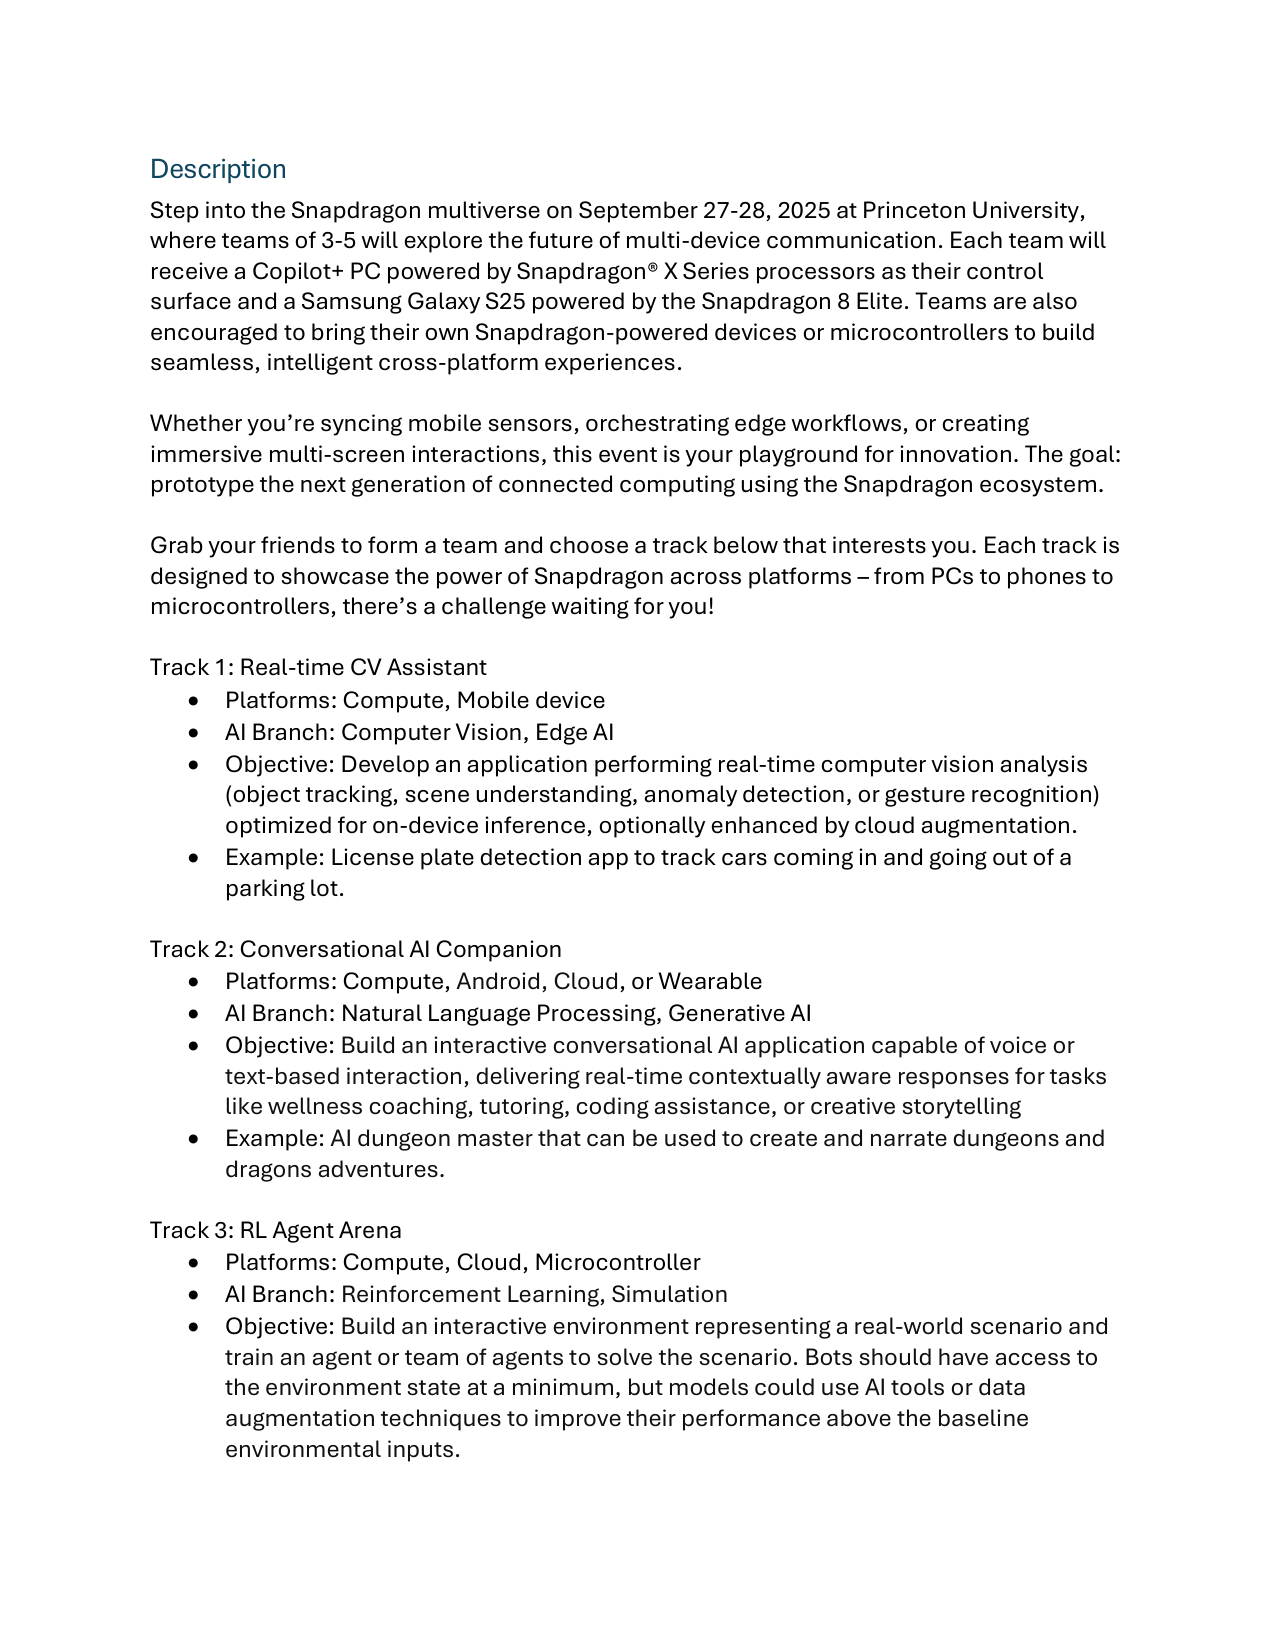 Description
Step into the Snapdragon multiverse on September 27-28, 2025 at Princeton University,
where teams of 3-5 will explore the future of multi-device communication. Each team will
receive a Copilot+ PC powered by Snapdragon® X Series processors as their control
surface and a Samsung Galaxy S25 powered by the Snapdragon 8 Elite. Teams are also
encouraged to bring their own Snapdragon-powered devices or microcontrollers to build
seamless, intelligent cross-platform experiences.
Whether you’re syncing mobile sensors, orchestrating edge workflows, or creating
immersive multi-screen interactions, this event is your playground for innovation. The goal:
prototype the next generation of connected computing using the Snapdragon ecosystem.
Grab your friends to form a team and choose a track below that interests you. Each track is
designed to showcase the power of Snapdragon across platforms – from PCs to phones to
microcontrollers, there’s a challenge waiting for you!
Track 1: Real-time CV Assistant
• Platforms: Compute, Mobile device
• AI Branch: Computer Vision, Edge AI
• Objective: Develop an application performing real-time computer vision analysis
(object tracking, scene understanding, anomaly detection, or gesture recognition)
optimized for on-device inference, optionally enhanced by cloud augmentation.
• Example: License plate detection app to track cars coming in and going out of a
parking lot.
Track 2: Conversational AI Companion
• Platforms: Compute, Android, Cloud, or Wearable
• AI Branch: Natural Language Processing, Generative AI
• Objective: Build an interactive conversational AI application capable of voice or
text-based interaction, delivering real-time contextually aware responses for tasks
like wellness coaching, tutoring, coding assistance, or creative storytelling
• Example: AI dungeon master that can be used to create and narrate dungeons and
dragons adventures.
Track 3: RL Agent Arena
• Platforms: Compute, Cloud, Microcontroller
• AI Branch: Reinforcement Learning, Simulation
• Objective: Build an interactive environment representing a real-world scenario and
train an agent or team of agents to solve the scenario. Bots should have access to
the environment state at a minimum, but models could use AI tools or data
augmentation techniques to improve their performance above the baseline
environmental inputs.